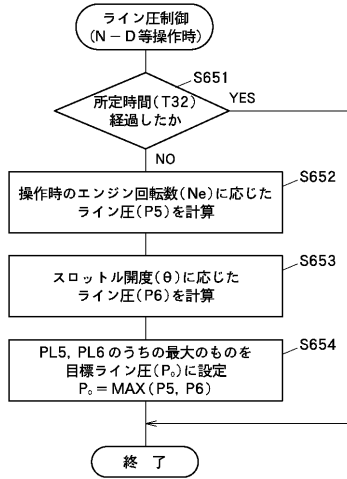 ライン圧制御
(N－D等操作時)
S651
所定時間(T32)
経過したか
YES
NO
S652
操作時のエンジン回転数(Ne)に応じた
ライン圧(P5)を計算
S653
スロットル開度(θ)に応じた
ライン圧(P6)を計算
S654
PL5, PL6のうちの最大のものを
目標ライン圧(P₀)に設定
P₀＝MAX(P5, P6)
終 了